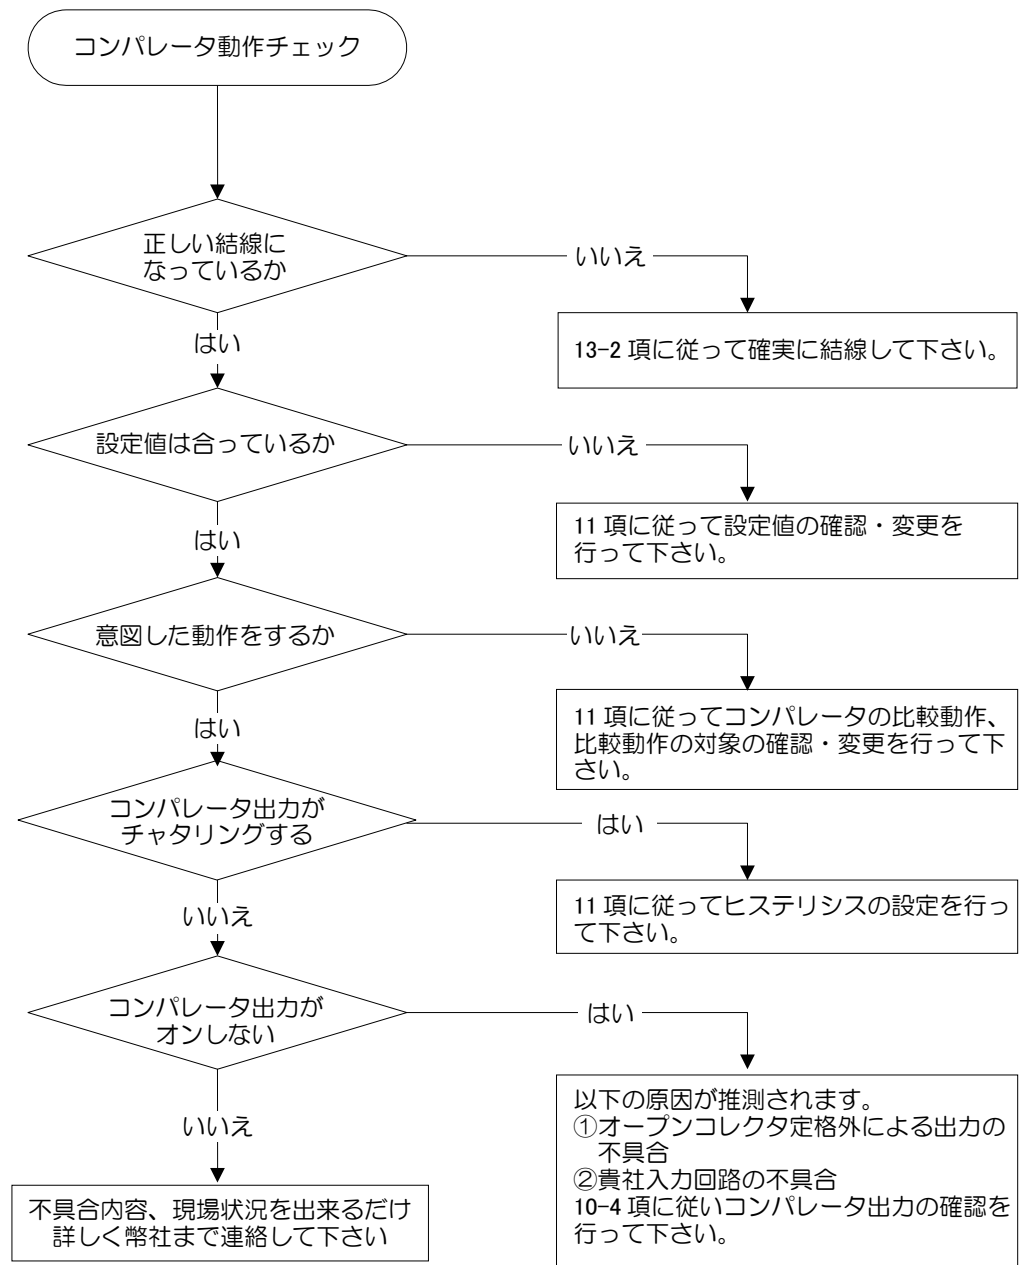 コンパレータ動作チェック
正しい結線に
なっているか
いいえ
はい
13-2 項に従って確実に結線して下さい。
設定値は合っているか
いいえ
はい
11 項に従って設定値の確認・変更を
行って下さい。
意図した動作をするか
いいえ
はい
11 項に従ってコンパレータの比較動作、
比較動作の対象の確認・変更を行って下
さい。
コンパレータ出力が
チャタリングする
はい
いいえ
11 項に従ってヒステリシスの設定を行っ
て下さい。
コンパレータ出力が
オンしない
はい
いいえ
以下の原因が推測されます。
①オープンコレクタ定格外による出力の
不具合
②貴社入力回路の不具合
10-4 項に従いコンパレータ出力の確認を
行って下さい。
不具合内容、現場状況を出来るだけ
詳しく幣社まで連絡して下さい